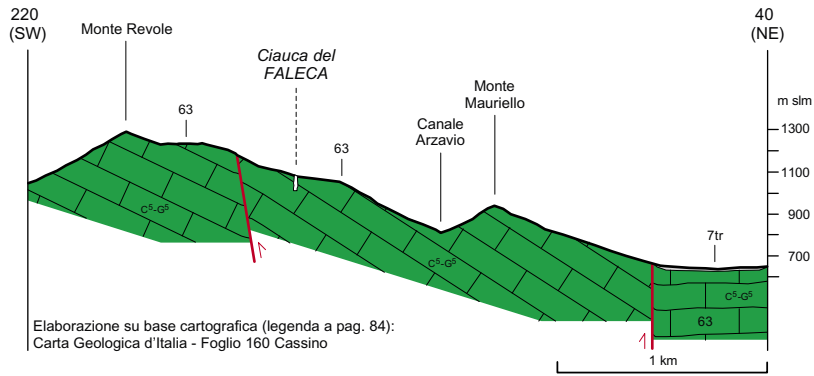 220
(SW)
40
(NE)
Monte Revole
Ciauca del
FALECA
Monte
Mauriello
Canale
Arzavio
m slm
63
63
1300
1100
900
700
7tr
C⁵-G⁵
C⁵-G⁵
C⁵-G⁵
63
Elaborazione su base cartografica (legenda a pag. 84):
Carta Geologica d'Italia - Foglio 160 Cassino
1 km